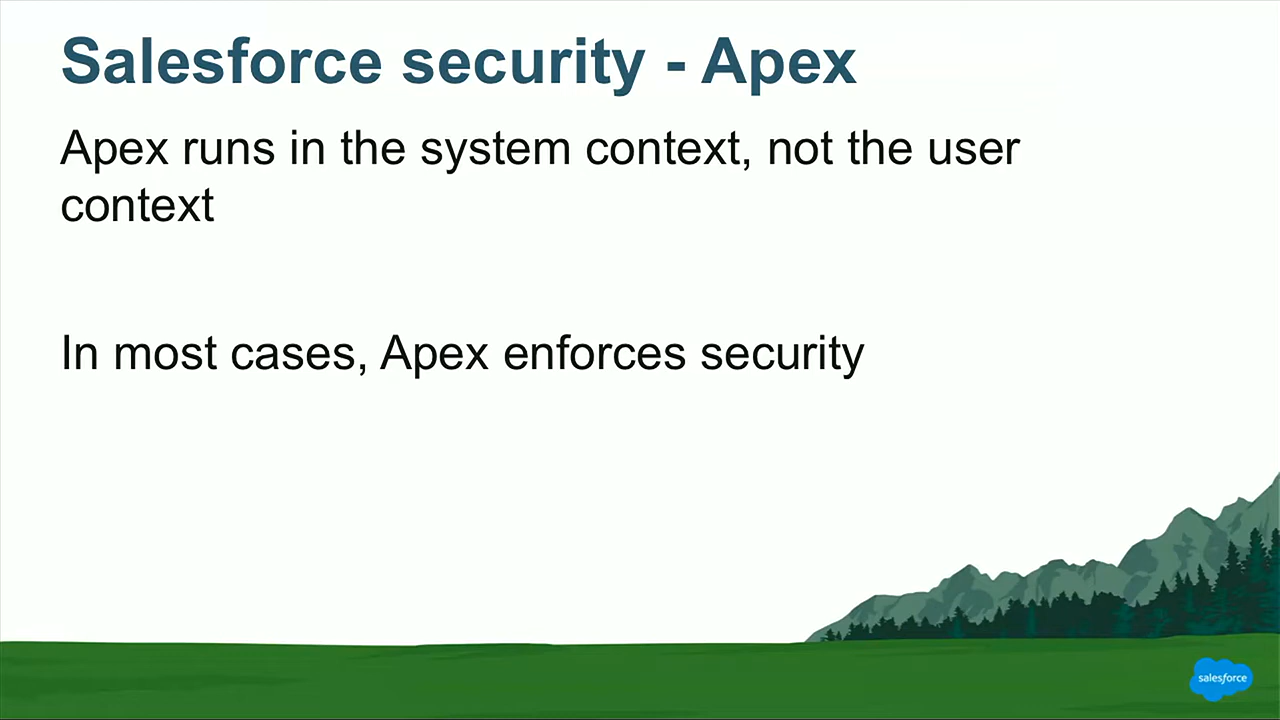 Salesforce security - Apex
Apex runs in the system context, not the user
context
In most cases, Apex enforces security
salesforce